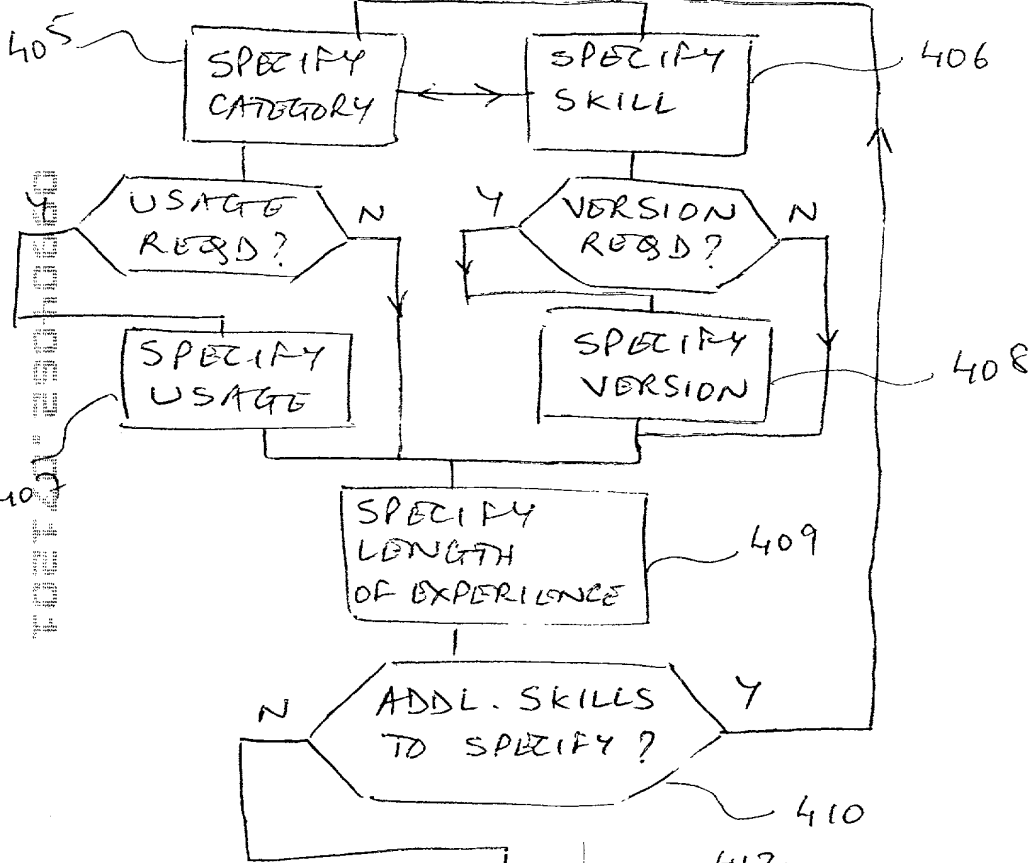 405
SPECIFY
CATEGORY
SPECIFY
SKILL
406
Y
USAGE
REQD?
N
Y
VERSION
REQD?
N
SPECIFY
USAGE
407
SPECIFY
VERSION
408
SPECIFY
LENGTH
OF EXPERIENCE
409
N
ADDL. SKILLS
TO SPECIFY?
Y
410